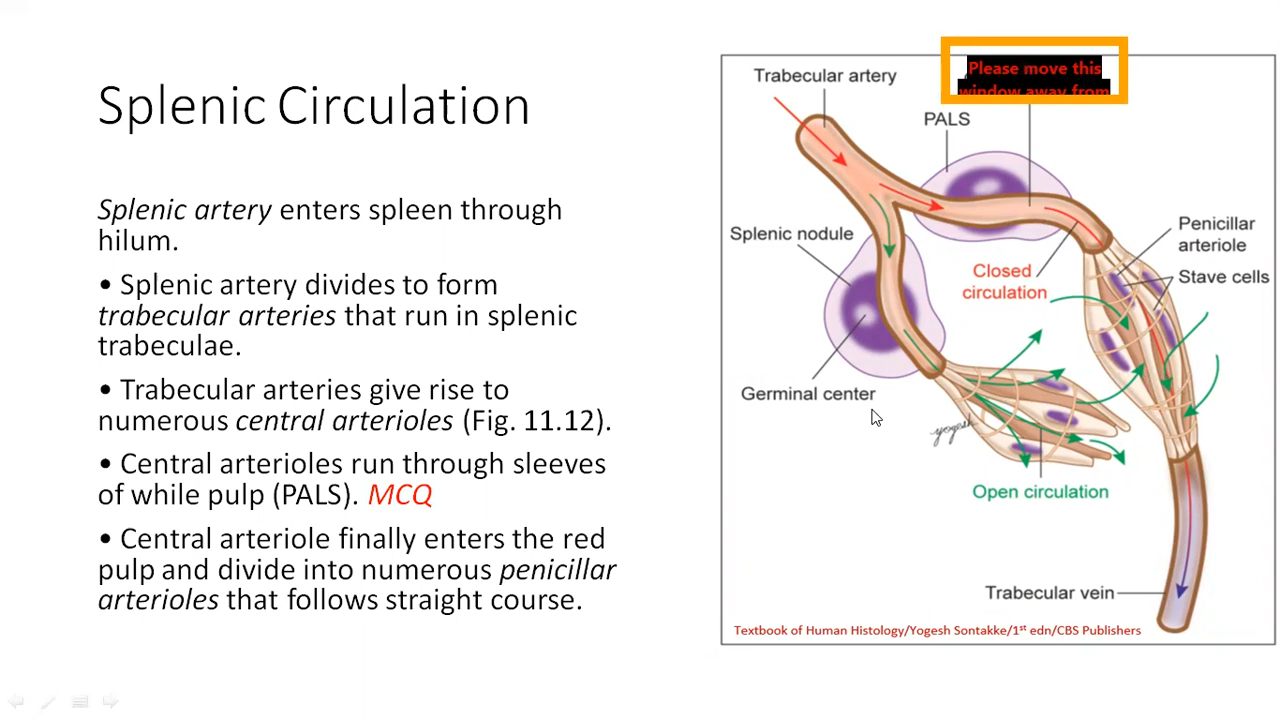 Splenic Circulation
Splenic artery enters spleen through
hilum.
• Splenic artery divides to form
trabecular arteries that run in splenic
trabeculae.
• Trabecular arteries give rise to
numerous central arterioles (Fig. 11.12).
• Central arterioles run through sleeves
of while pulp (PALS). MCQ
• Central arteriole finally enters the red
pulp and divide into numerous penicillar
arterioles that follows straight course.
Trabecular artery
Please move this
window away from
PALS
Splenic nodule
Penicillar
arteriole
Stave cells
Closed
circulation
Germinal center
yogesh
Open circulation
Trabecular vein
Textbook of Human Histology/Yogesh Sontakke/1st edn/CBS Publishers